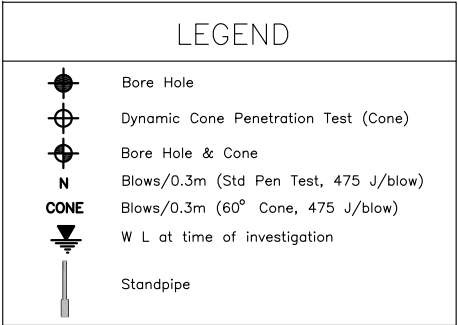 LEGEND
Bore Hole
Dynamic Cone Penetration Test (Cone)
Bore Hole & Cone
N Blows/0.3m (Std Pen Test, 475 J/blow)
CONE Blows/0.3m (60° Cone, 475 J/blow)
W L at time of investigation
Standpipe